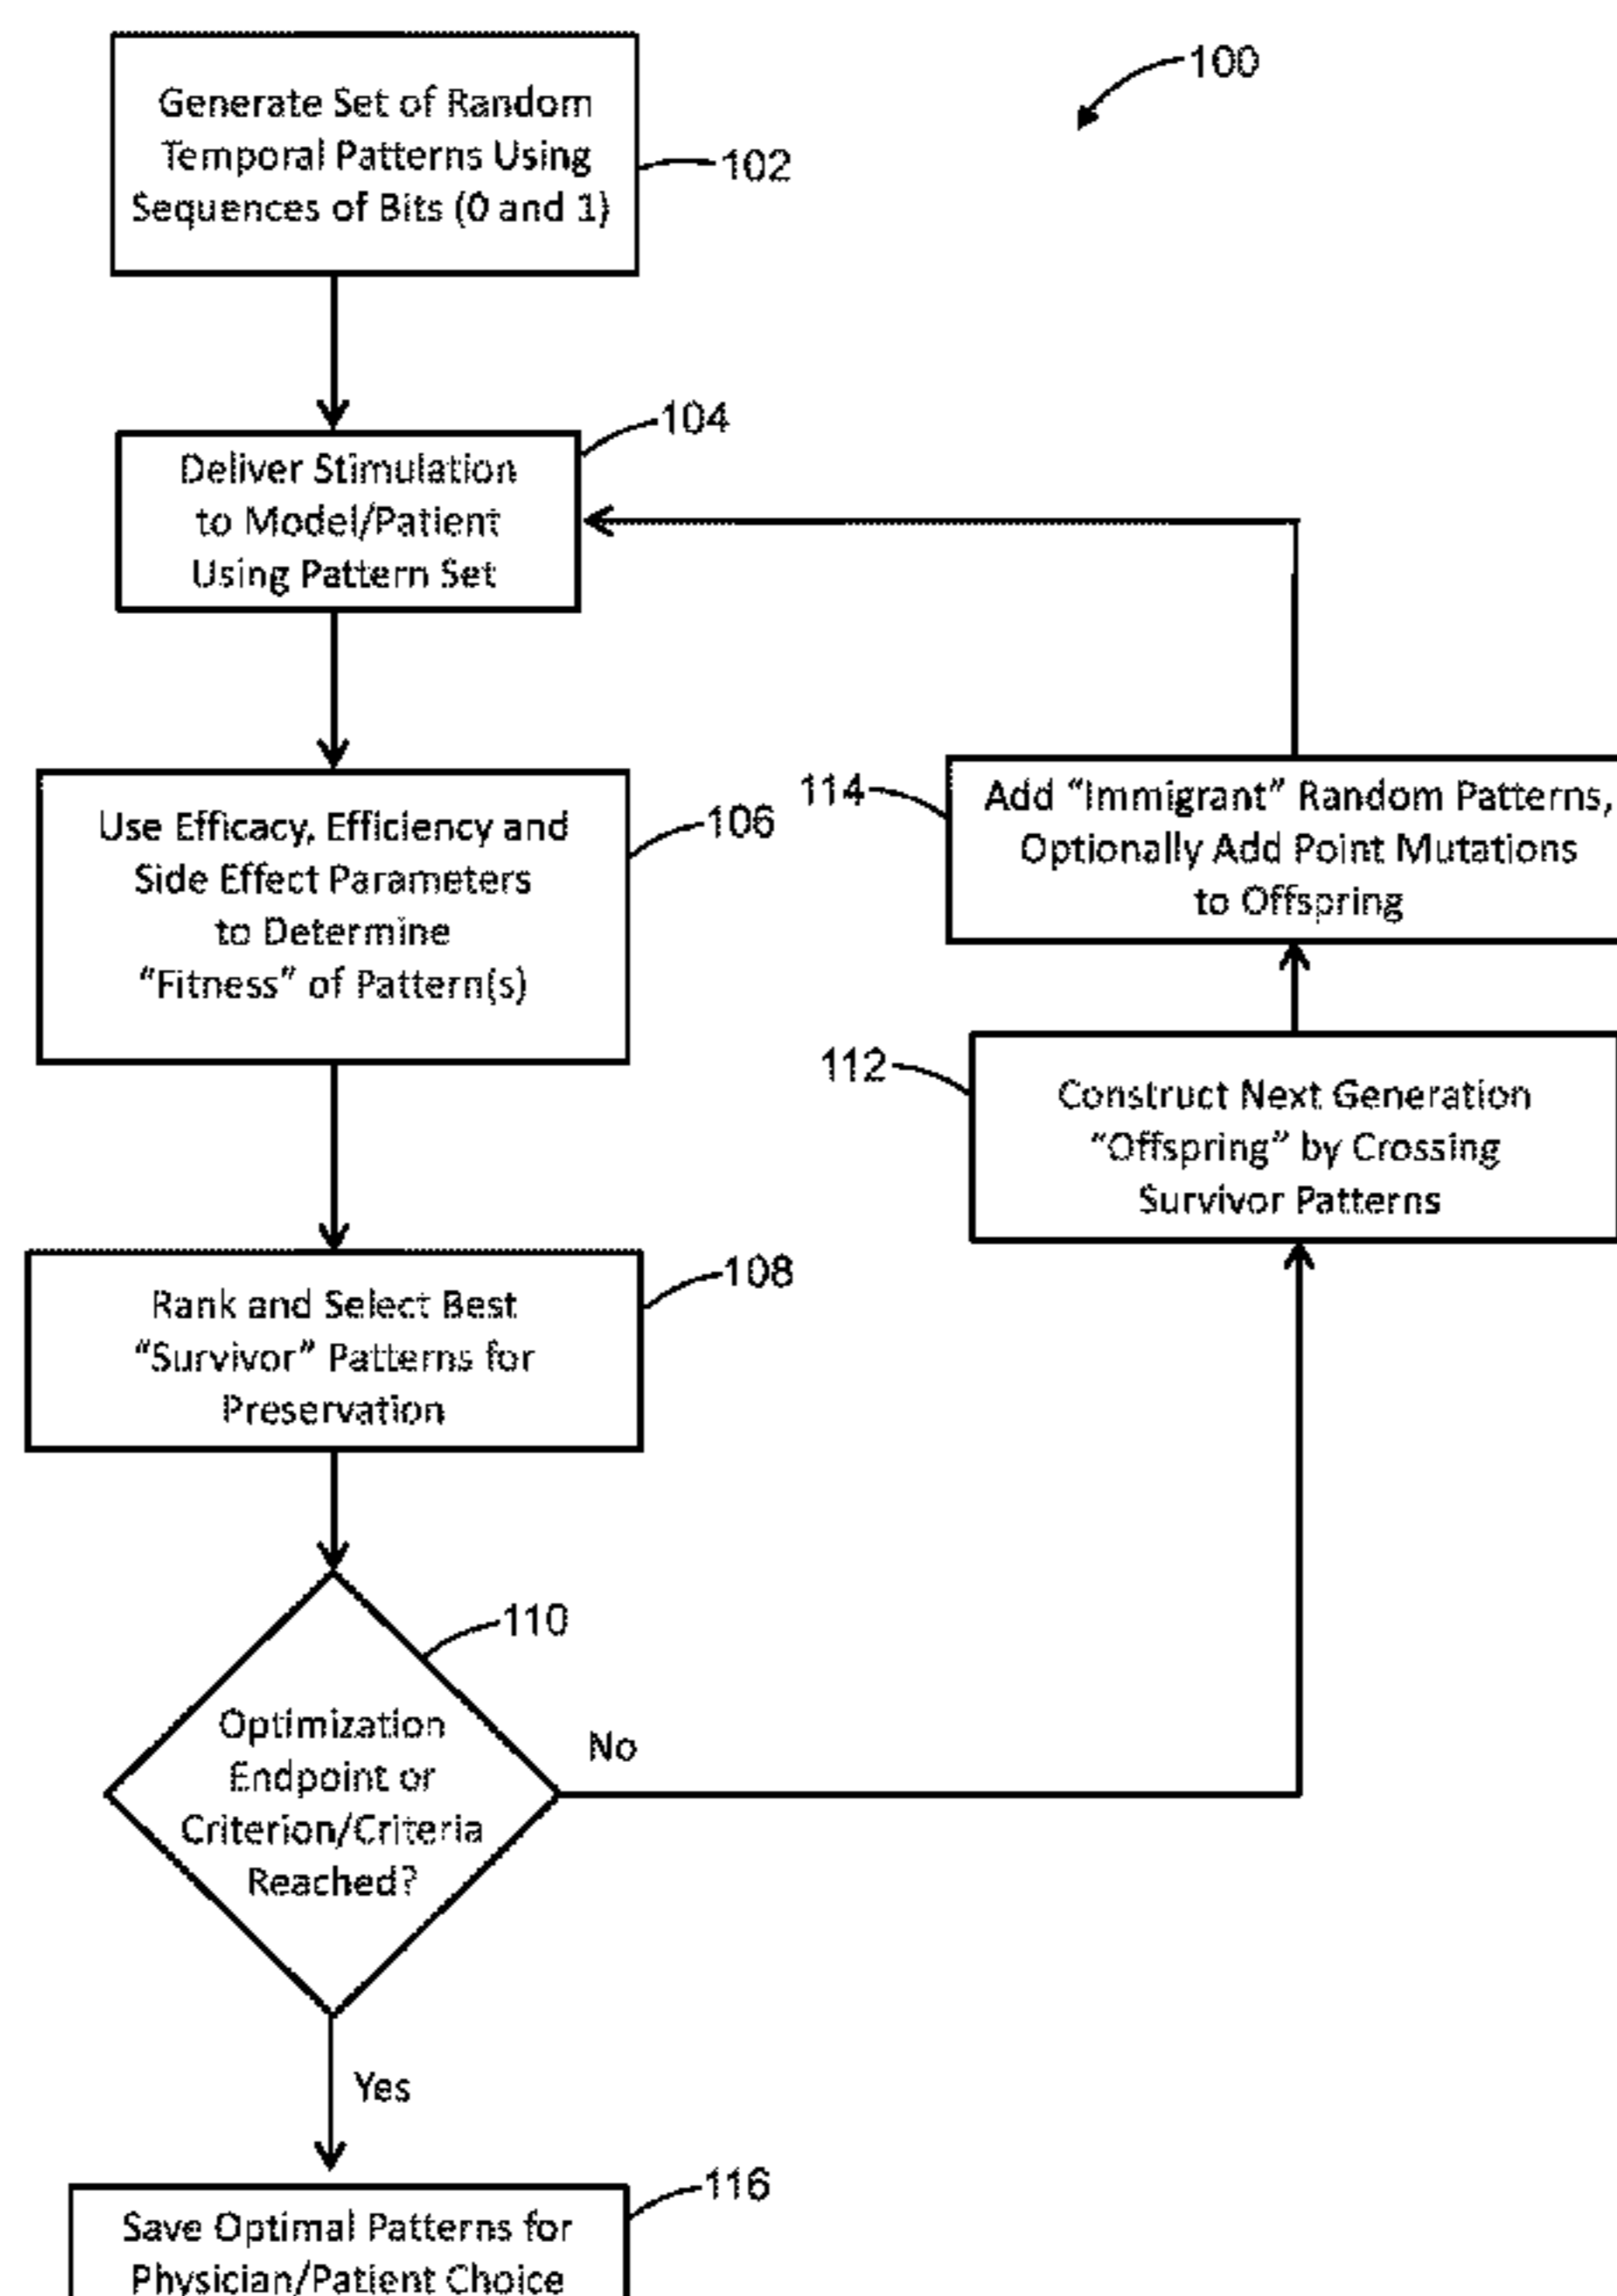 100
Generate Set of Random
Temporal Patterns Using
Sequences of Bits (0 and 1)
102
104
Deliver Stimulation
to Model/Patient
Using Pattern Set
106
Use Efficacy, Efficiency and
Side Effect Parameters
to Determine
“Fitness” of Pattern(s)
108
Rank and Select Best
“Survivor” Patterns for
Preservation
110
Optimization
Endpoint or
Criterion/Criteria
Reached?
No
112
Construct Next Generation
“Offspring” by Crossing
Survivor Patterns
114
Add “Immigrant” Random Patterns,
Optionally Add Point Mutations
to Offspring
Yes
116
Save Optimal Patterns for
Physician/Patient Choice